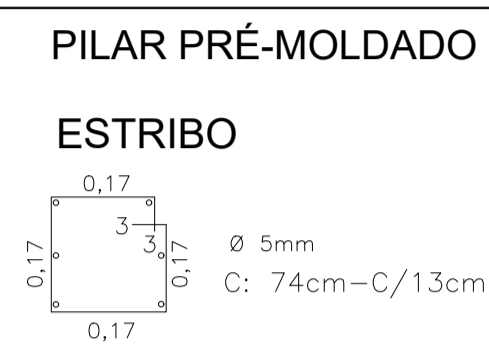 PILAR PRÉ-MOLDADO
ESTRIBO
0,17
3
3
0,17
0,17
Ø 5mm
C: 74cm-C/13cm
0,17